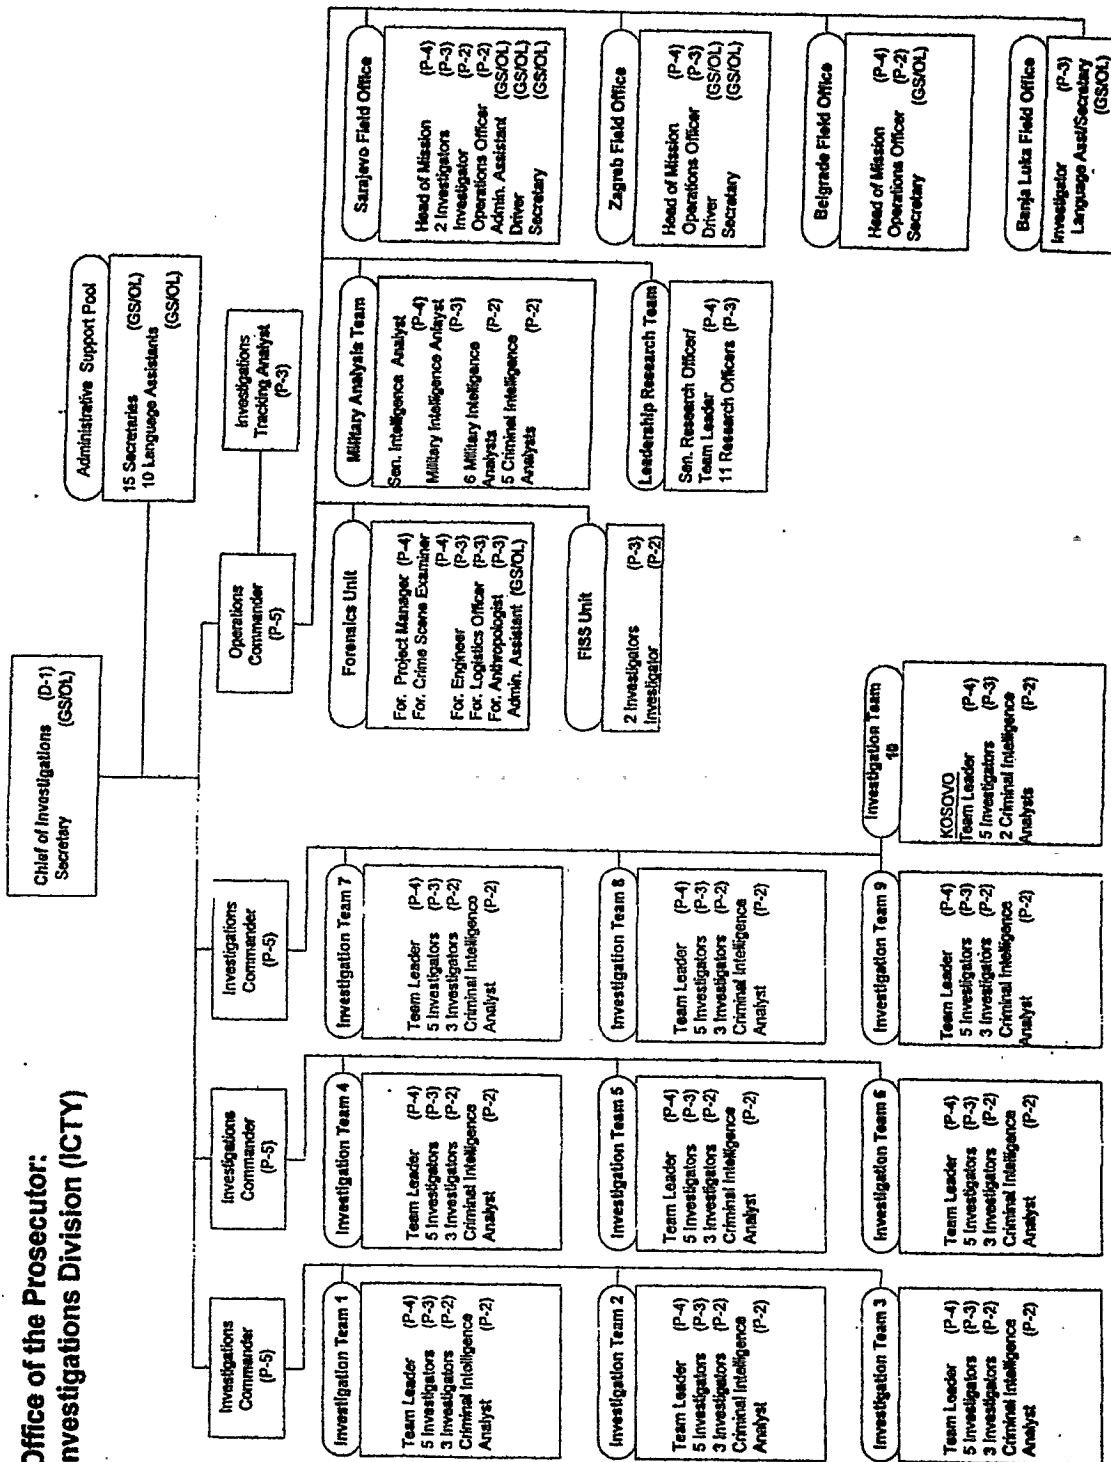 Office of the Prosecutor:
Investigations Division (ICTY)
Chief of Investigations (D-1)
Secretary (GS/OL)
Administrative Support Pool
15 Secretaries (GS/OL)
10 Language Assistants
(GS/OL)
Investigations
Commander
(P-5)
Investigations
Commander
(P-5)
Investigations
Commander
(P-5)
Operations
Commander
(P-5)
Investigations
Tracking Analyst
(P-3)
Investigation Team 1
Team Leader (P-4)
5 Investigators (P-3)
3 Investigators (P-2)
Criminal Intelligence
Analyst (P-2)
Investigation Team 2
Team Leader (P-4)
5 Investigators (P-3)
3 Investigators (P-2)
Criminal Intelligence
Analyst (P-2)
Investigation Team 3
Team Leader (P-4)
5 Investigators (P-3)
3 Investigators (P-2)
Criminal Intelligence
Analyst (P-2)
Investigation Team 4
Team Leader (P-4)
5 Investigators (P-3)
3 Investigators (P-2)
Criminal Intelligence
Analyst (P-2)
Investigation Team 5
Team Leader (P-4)
5 Investigators (P-3)
3 Investigators (P-2)
Criminal Intelligence
Analyst (P-2)
Investigation Team 6
Team Leader (P-4)
5 Investigators (P-3)
3 Investigators (P-2)
Criminal Intelligence
Analyst (P-2)
Investigation Team 7
Team Leader (P-4)
5 Investigators (P-3)
3 Investigators (P-2)
Criminal Intelligence
Analyst (P-2)
Investigation Team 8
Team Leader (P-4)
5 Investigators (P-3)
3 Investigators (P-2)
Criminal Intelligence
Analyst (P-2)
Investigation Team 9
Team Leader (P-4)
5 Investigators (P-3)
3 Investigators (P-2)
Criminal Intelligence
Analyst (P-2)
Investigation Team
10
KOSOVO
Team Leader (P-4)
5 Investigators (P-3)
2 Criminal Intelligence
Analysts (P-2)
Forensics Unit
For. Project Manager (P-4)
For. Crime Scene Examiner
(P-4)
For. Engineer (P-3)
For. Logistics Officer (P-3)
For. Anthropologist (P-3)
Admin. Assistant (GS/OL)
FISS Unit
2 Investigators (P-3)
Investigator (P-2)
Military Analysis Team
Sen. Intelligence Analyst
(P-4)
Military Intelligence Anlayst
(P-3)
6 Military Intelligence
Analysts (P-2)
5 Criminal Intelligence
Analysts (P-2)
Leadership Research Team
Sen. Research Officer/
Team Leader (P-4)
11 Research Officers (P-3)
Sarajevo Field Office
Head of Mission (P-4)
2 Investigators (P-3)
Investigator (P-2)
Operations Officer (P-2)
Admin. Assistant (GS/OL)
Driver (GS/OL)
Secretary (GS/OL)
Zagreb Field Office
Head of Mission (P-4)
Operations Officer (P-3)
Driver (GS/OL)
Secretary (GS/OL)
Belgrade Field Office
Head of Mission (P-4)
Operations Officer (P-2)
Secretary (GS/OL)
Banja Luka Field Office
Investigator (P-3)
Language Asst/Secretary
(GS/OL)